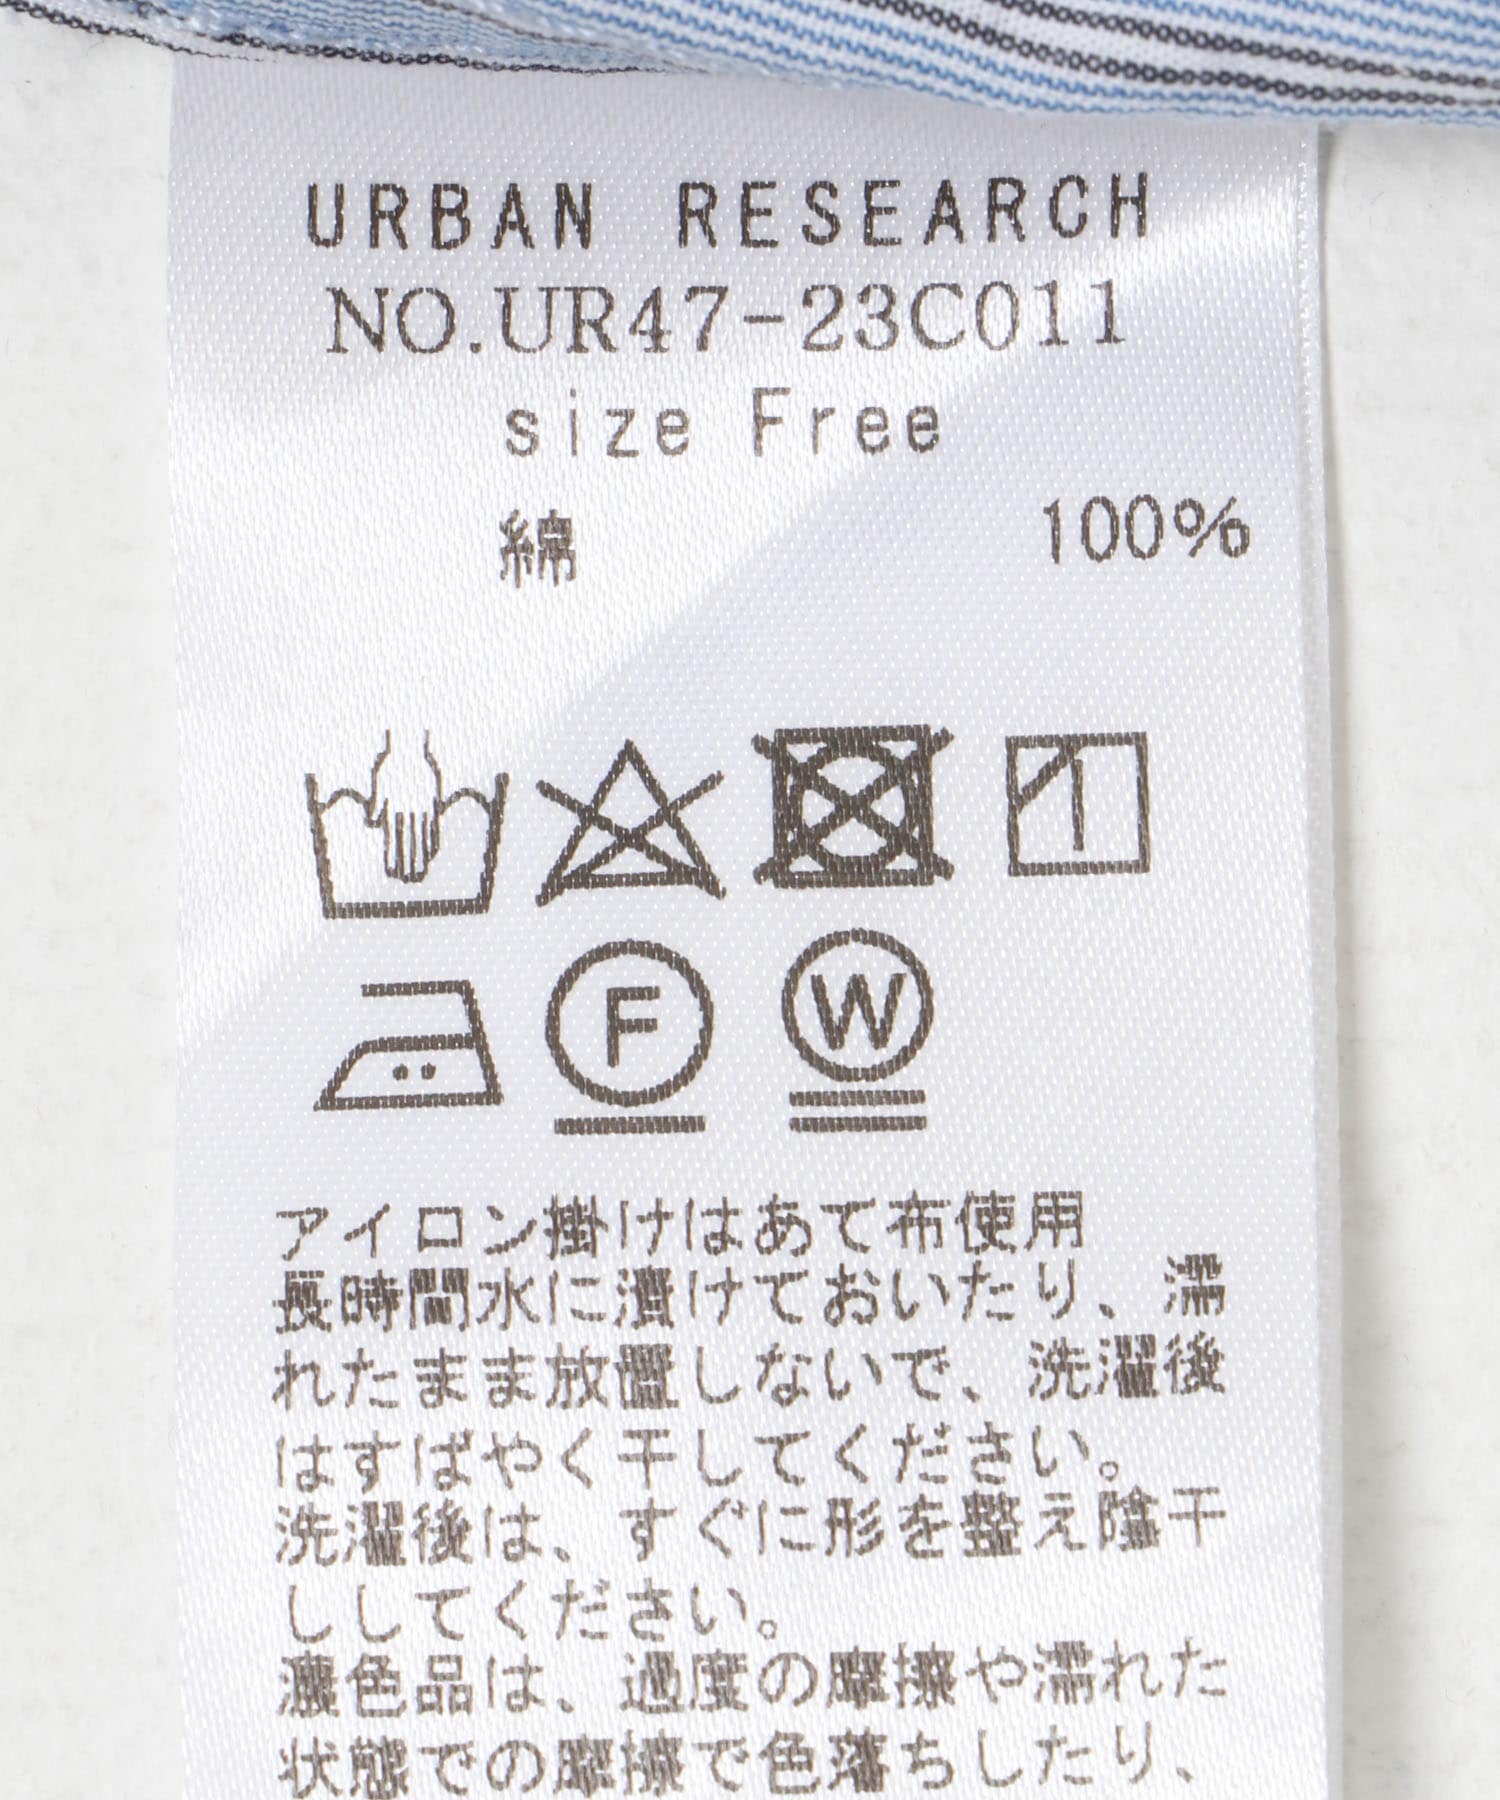 URBAN RESEARCH
NO.UR47-23C011
size Free
綿 100%
F W
アイロン掛けはあて布使用
長時間水に漬けておいたり、濡
れたまま放置しないで、洗濯後
はすばやく干してください。
洗濯後は、すぐに形を整え陰干
ししてください。
濃色品は、過度の摩擦や濡れた
状態での摩擦で色落ちしたり、